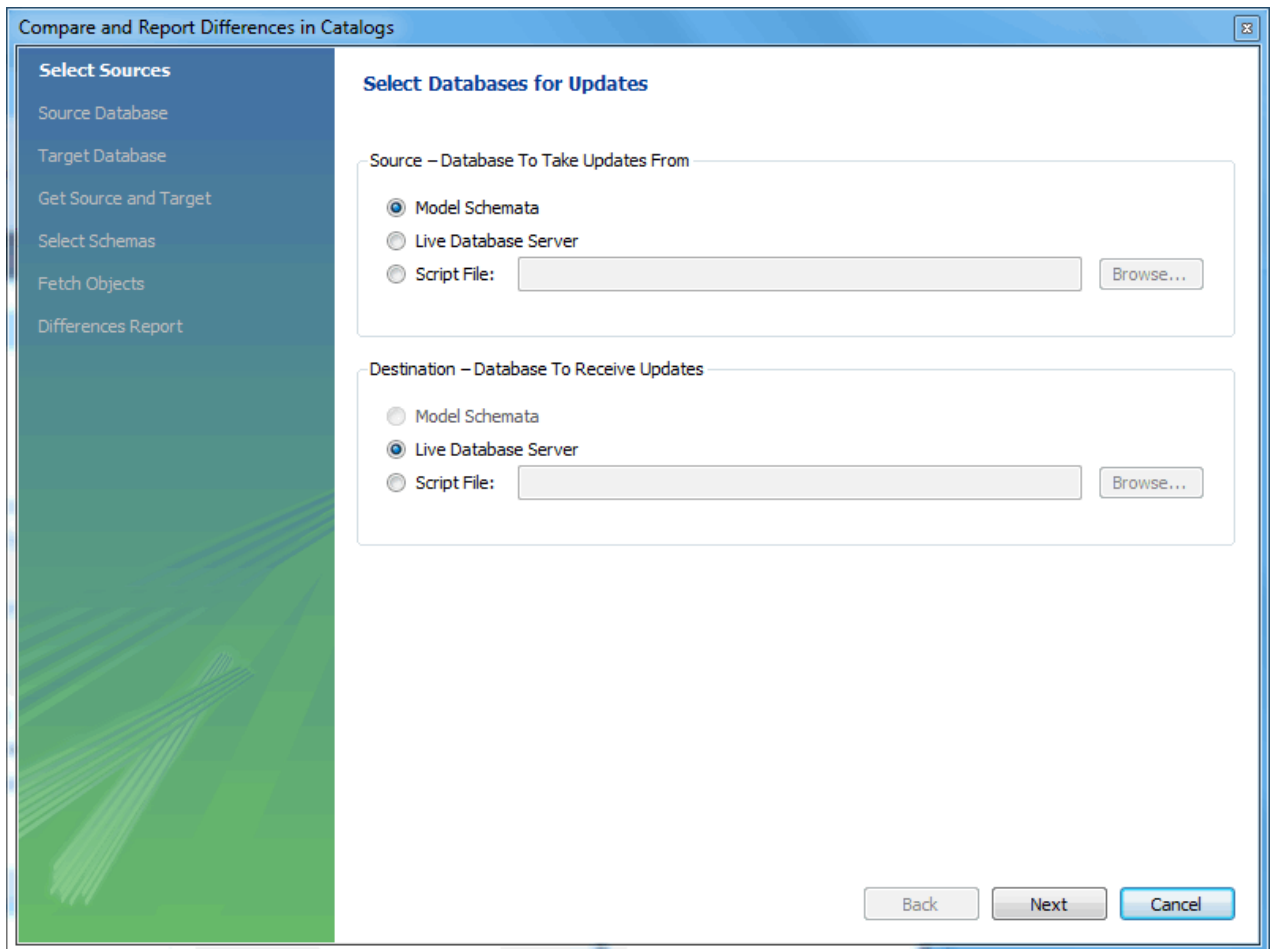 Compare and Report Differences in Catalogs
Select Sources
Source Database
Target Database
Get Source and Target
Select Schemas
Fetch Objects
Differences Report
Select Databases for Updates
Source – Database To Take Updates From
Model Schemata
Live Database Server
Script File: Browse...
Destination – Database To Receive Updates
Model Schemata
Live Database Server
Script File: Browse...
Back Next Cancel